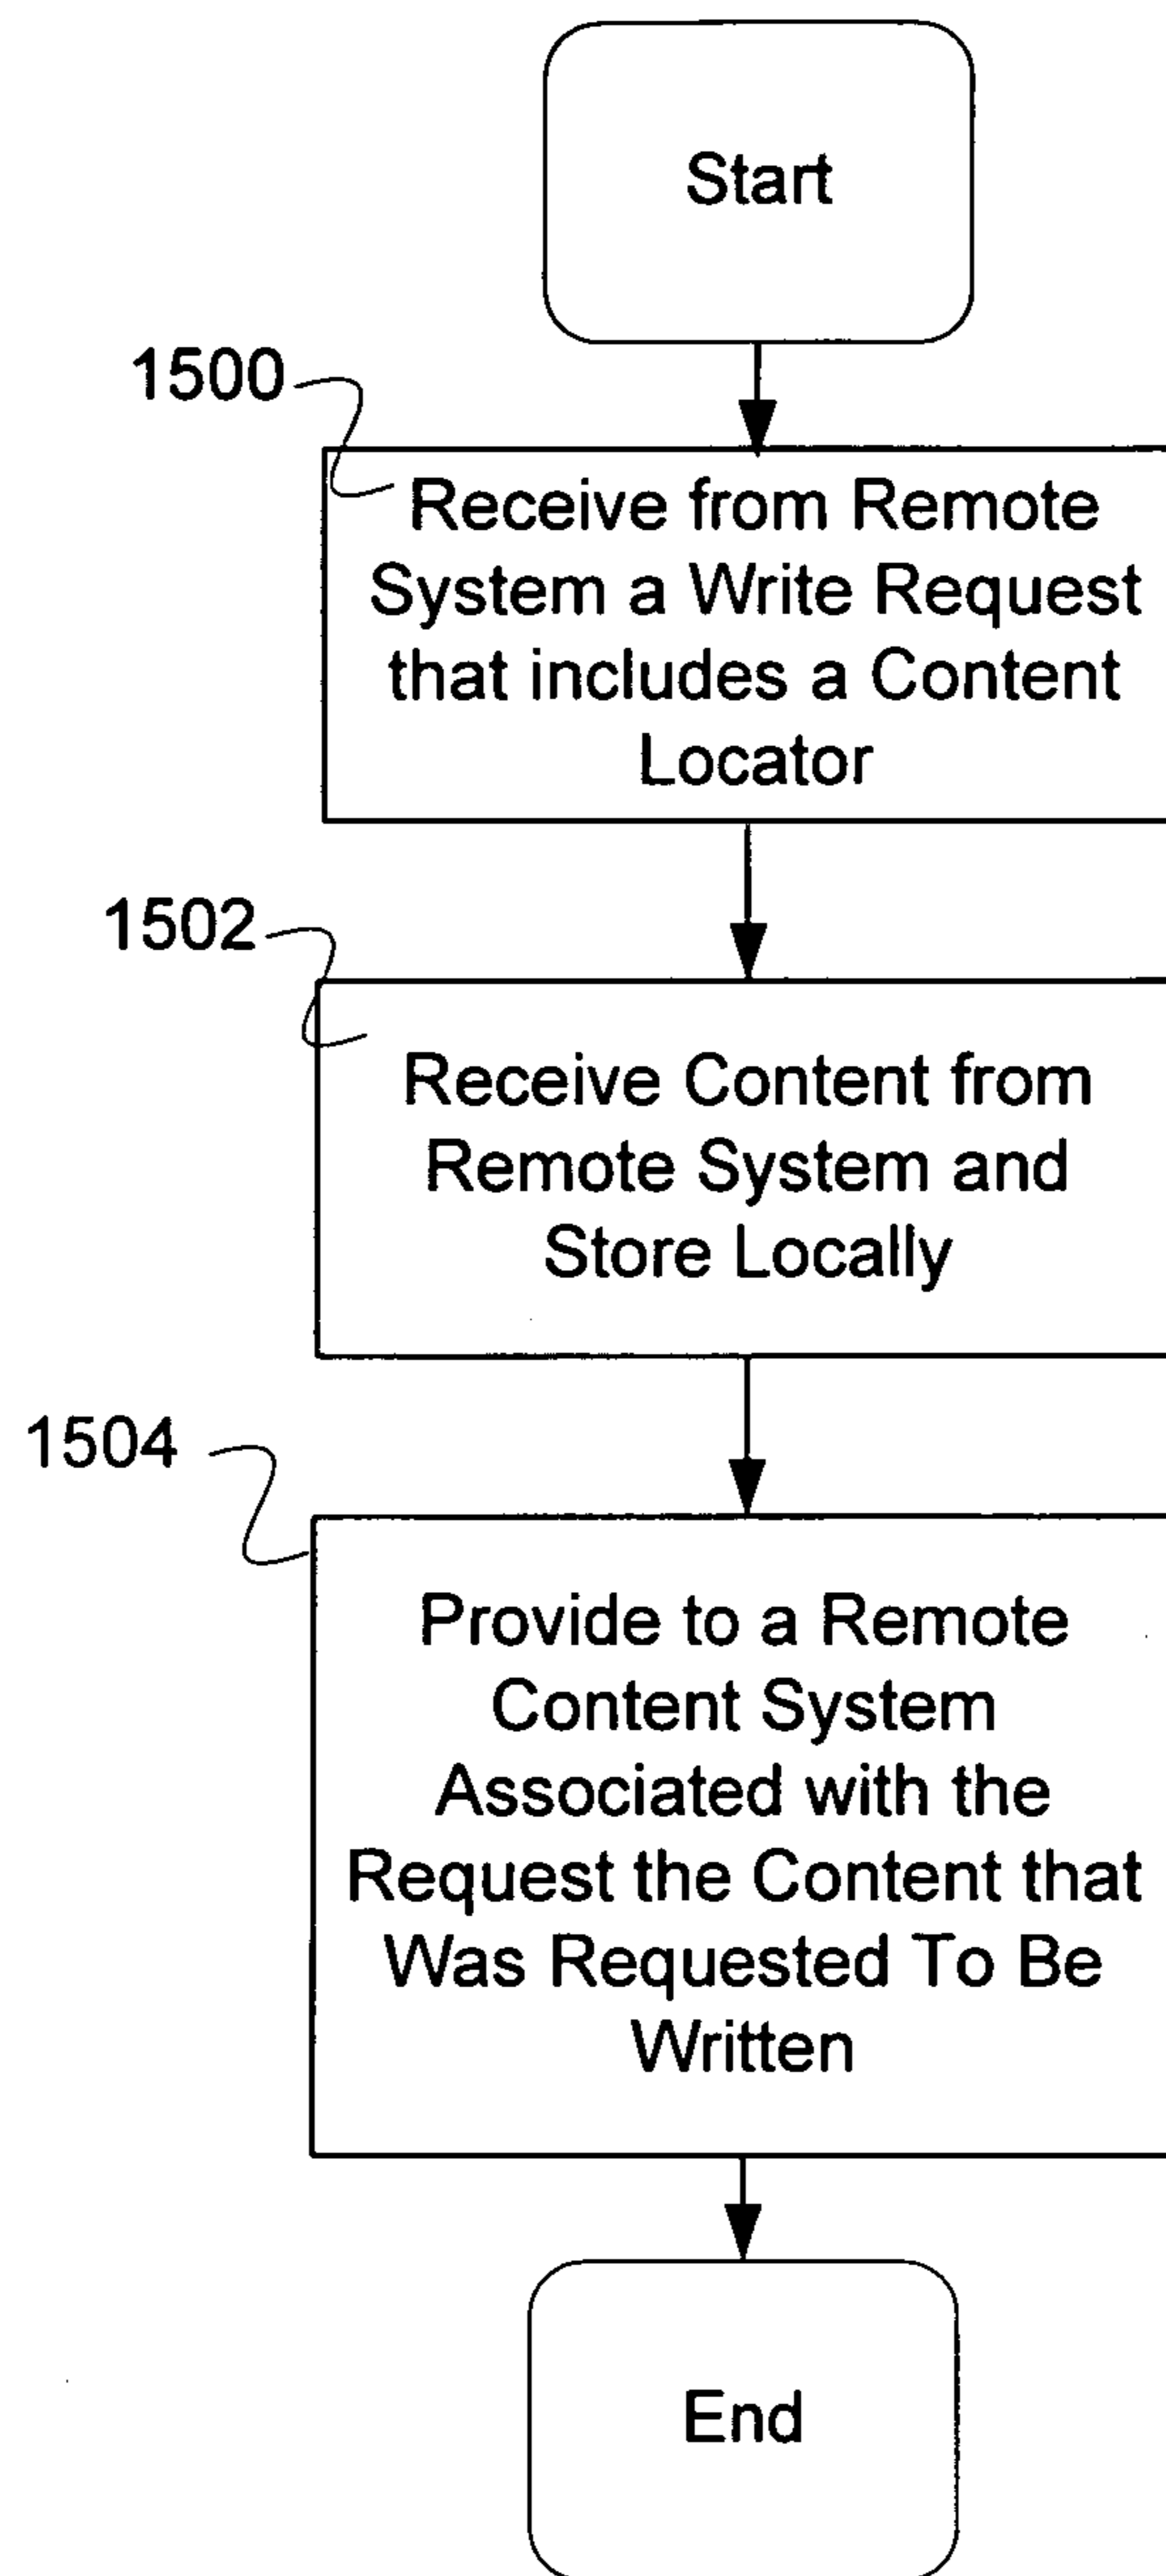 Start
1500
Receive from Remote
System a Write Request
that includes a Content
Locator
1502
Receive Content from
Remote System and
Store Locally
1504
Provide to a Remote
Content System
Associated with the
Request the Content that
Was Requested To Be
Written
End